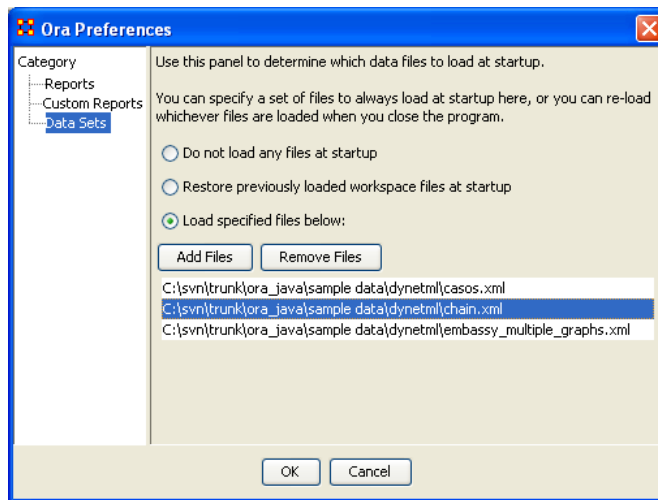 Ora Preferences
Category
Reports
Custom Reports
Data Sets
Use this panel to determine which data files to load at startup.
You can specify a set of files to always load at startup here, or you can re-load
whichever files are loaded when you close the program.
Do not load any files at startup
Restore previously loaded workspace files at startup
Load specified files below:
Add Files
Remove Files
C:\svn\trunk\ora_java\sample data\dynetml\casos.xml
C:\svn\trunk\ora_java\sample data\dynetml\chain.xml
C:\svn\trunk\ora_java\sample data\dynetml\embassy_multiple_graphs.xml
OK
Cancel